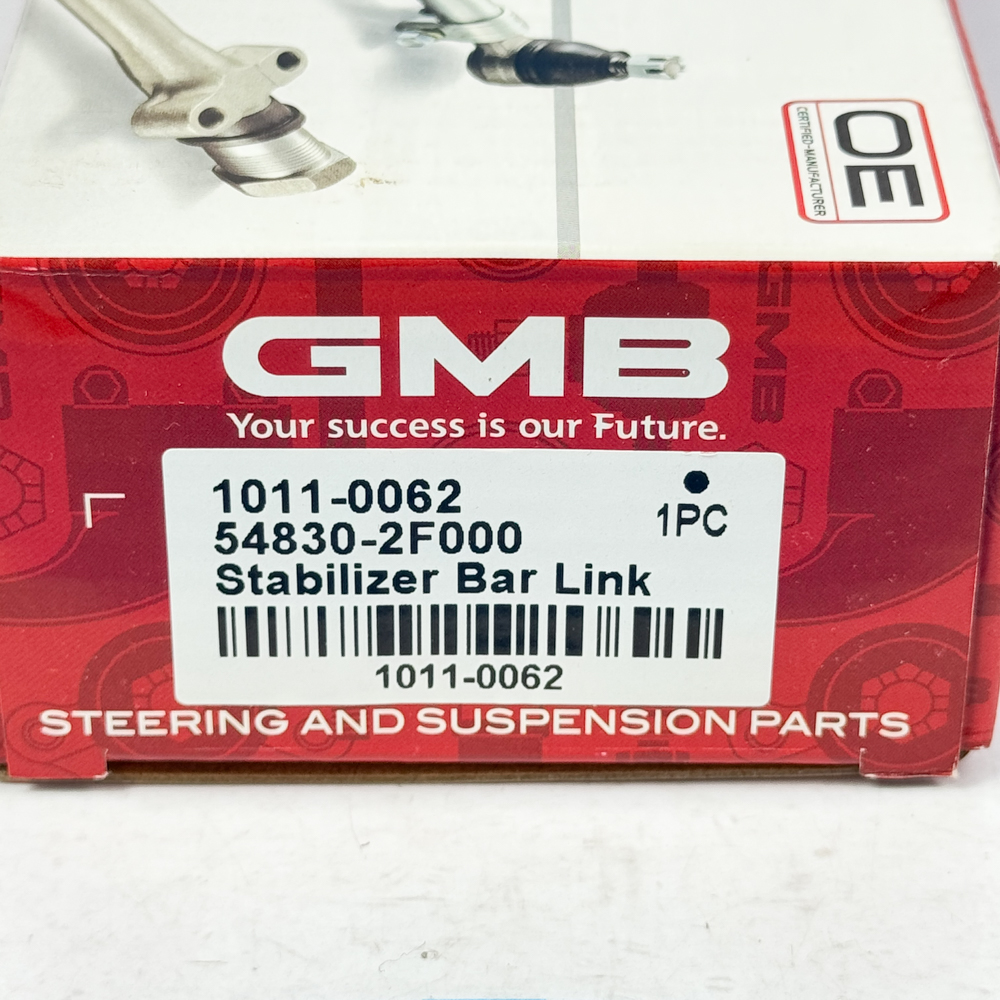 OE
CERTIFIED-MANUFACTURER
GMB
Your success is our Future.
1011-0062
54830-2F000
1PC
Stabilizer Bar Link
1011-0062
STEERING AND SUSPENSION PARTS
GMB